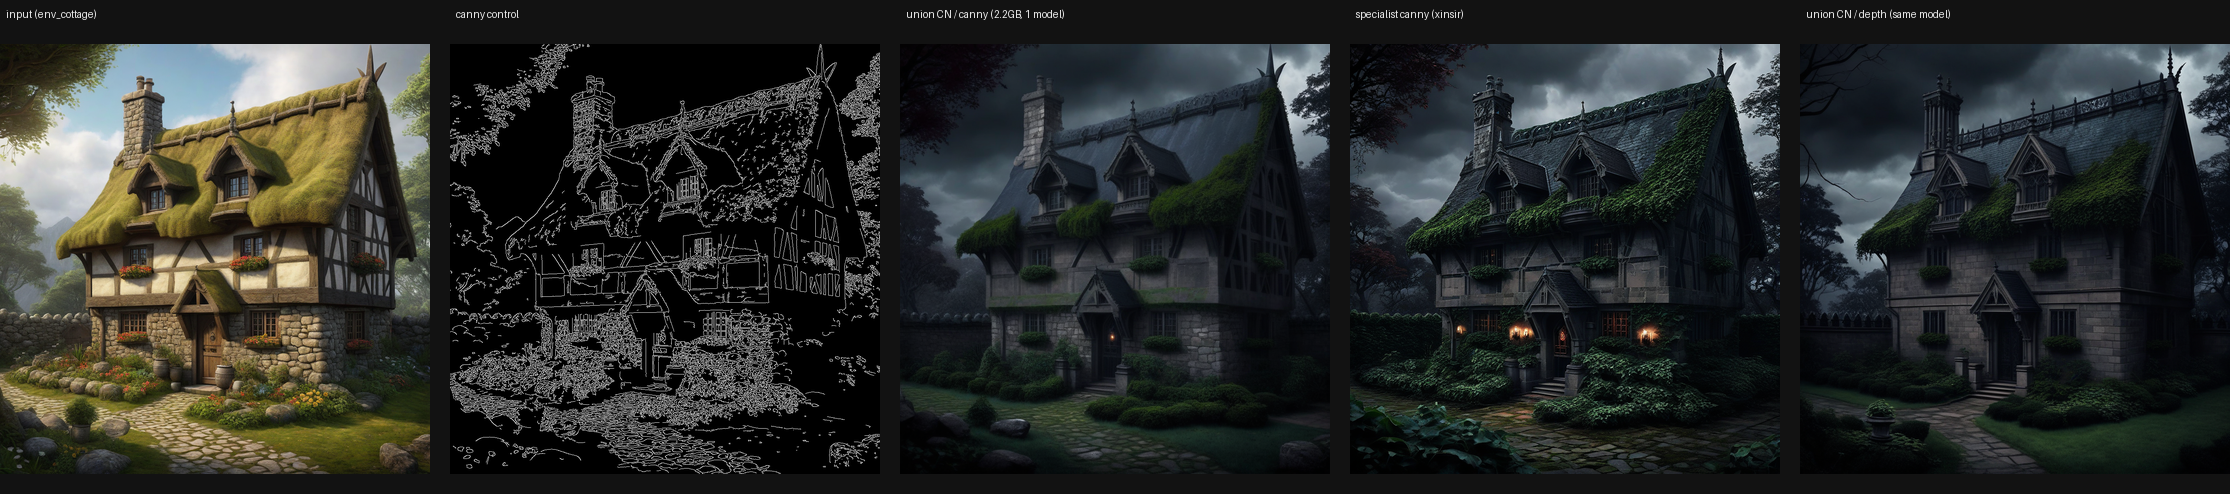 input (env_cottage)
canny control
union CN / canny (2.2GB, 1 model)
specialist canny (xinsir)
union CN / depth (same model)